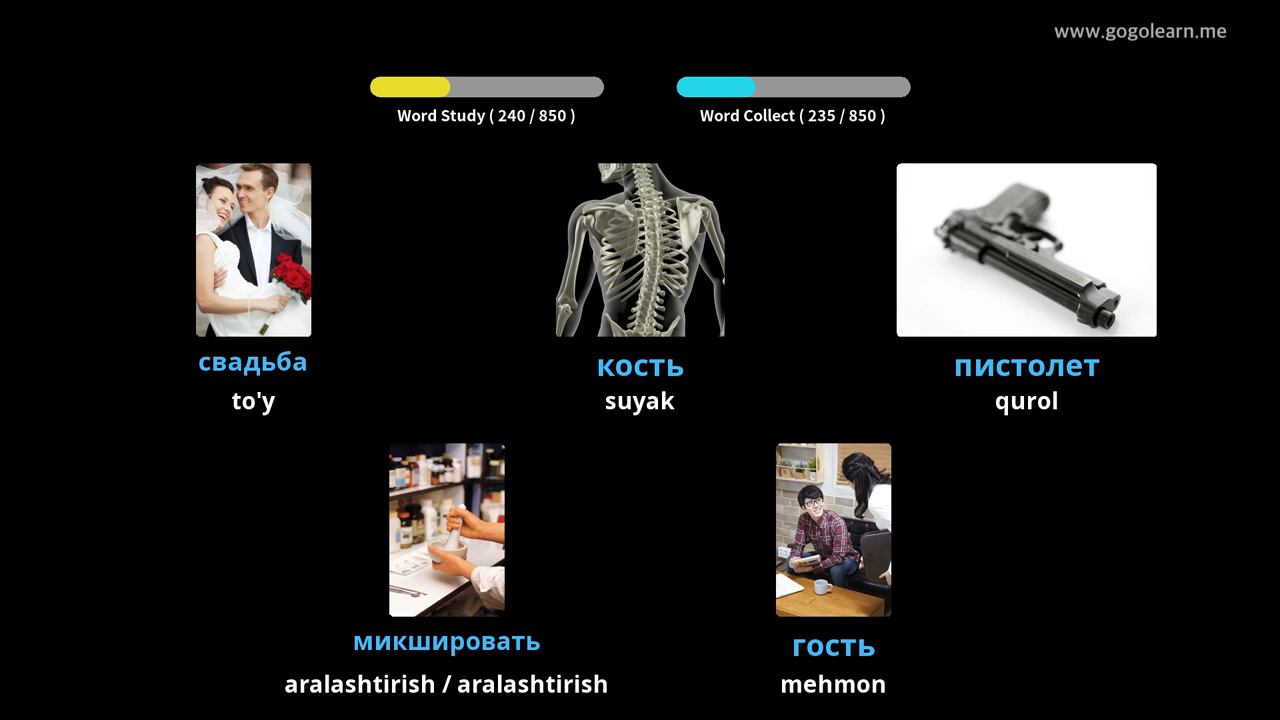 www.gogolearn.me
Word Study ( 240 / 850 )
Word Collect ( 235 / 850 )
свадьба
to'y
кость
suyak
пистолет
qurol
микшировать
aralashtirish / aralashtirish
гость
mehmon